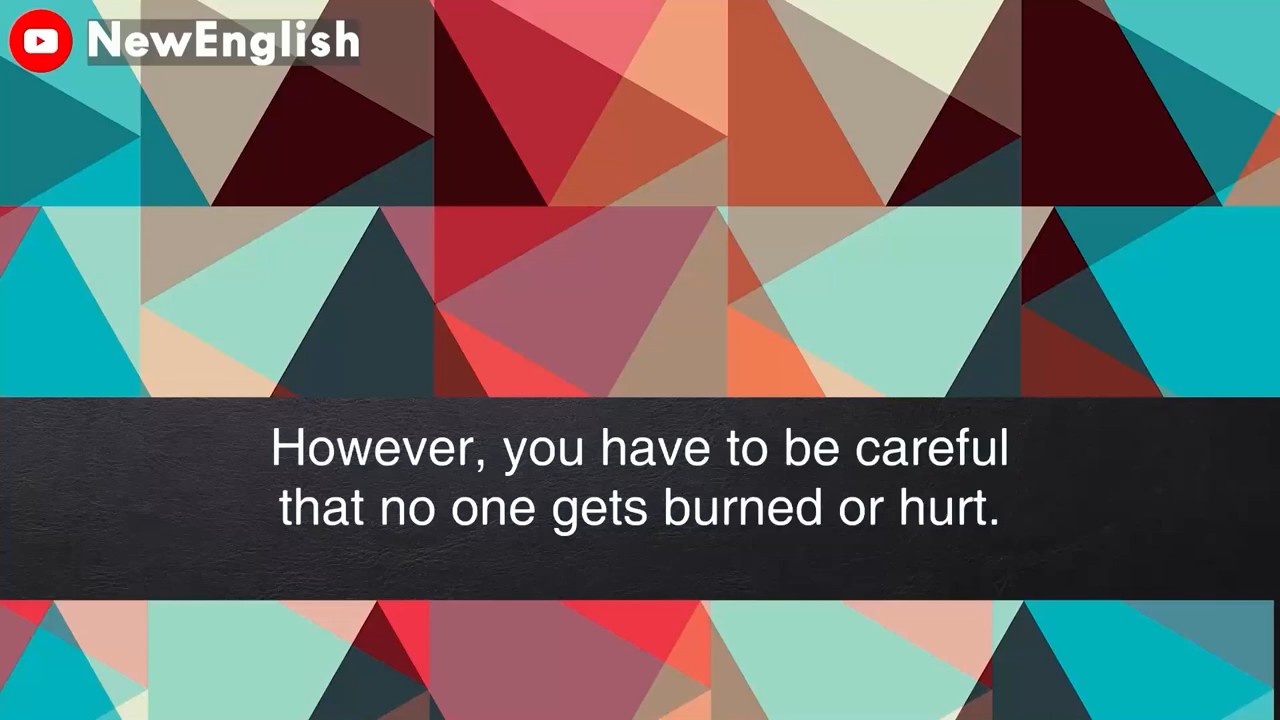 NewEnglish
However, you have to be careful
that no one gets burned or hurt.